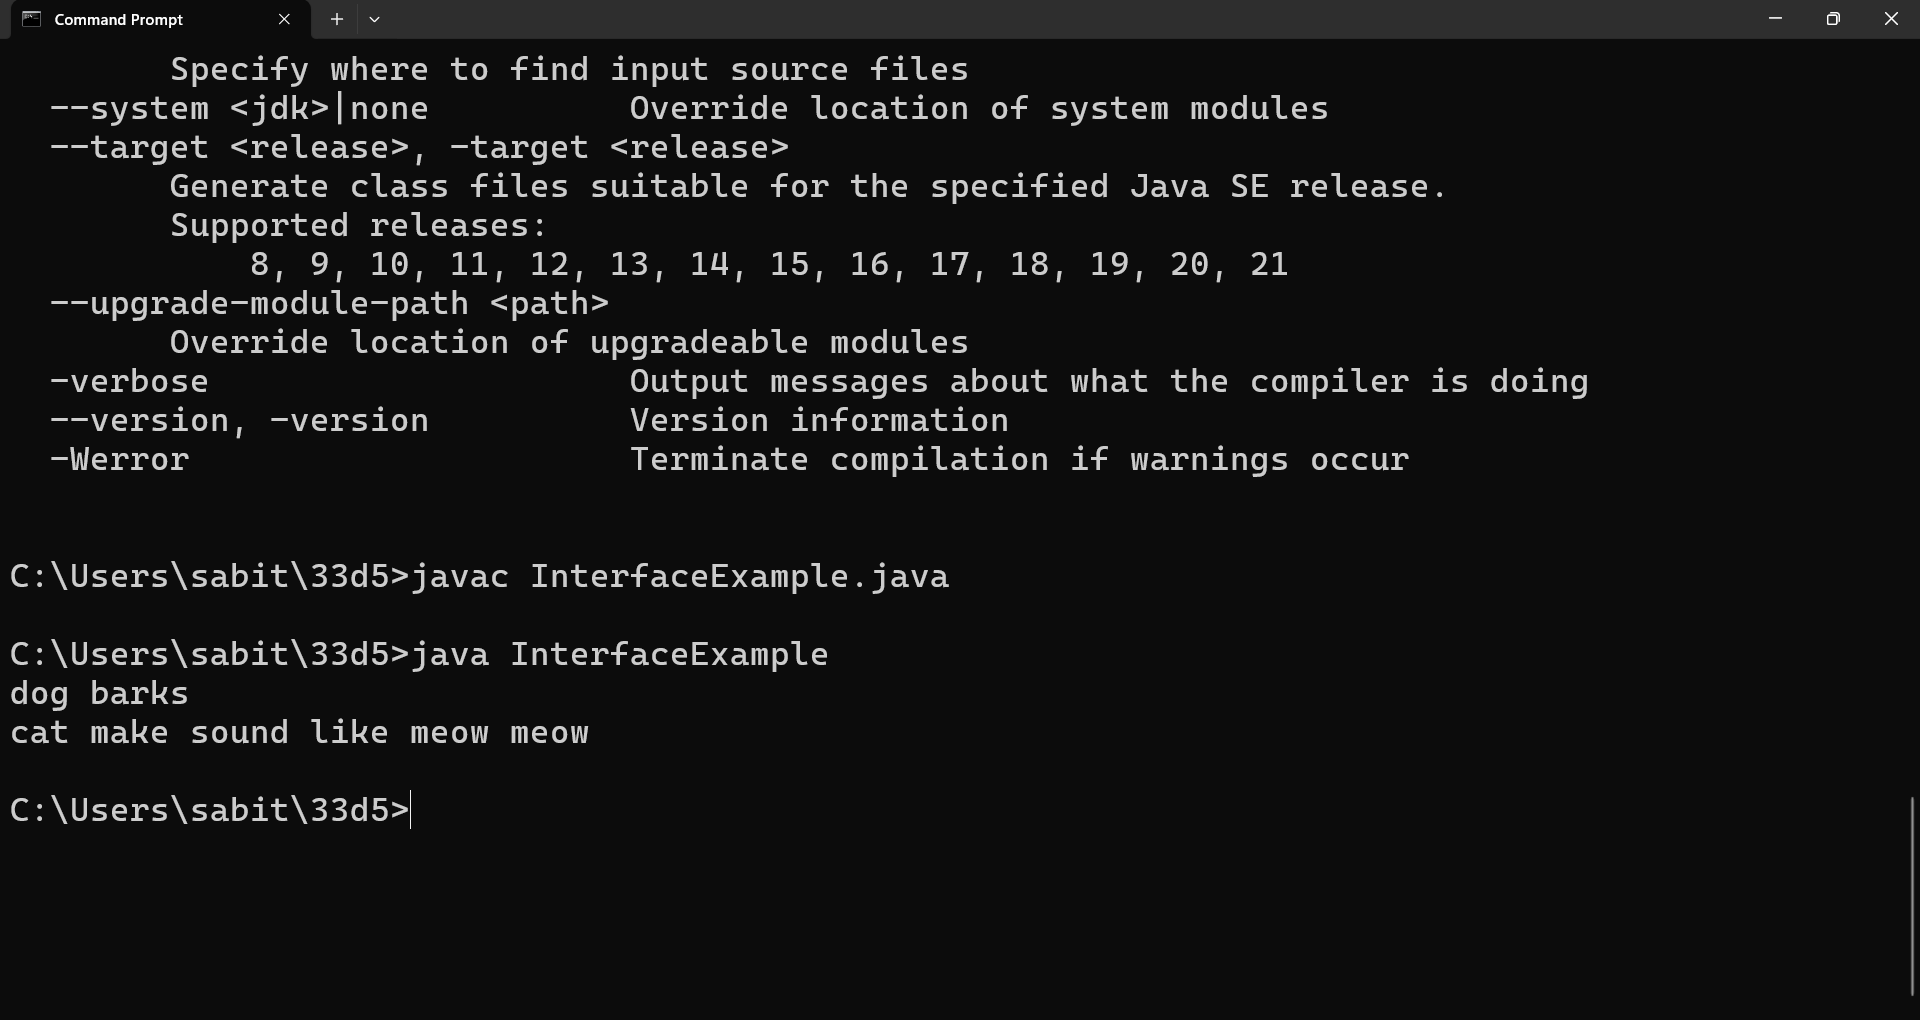 Command Prompt
Specify where to find input source files
--system <jdk>|none Override location of system modules
--target <release>, -target <release>
Generate class files suitable for the specified Java SE release.
Supported releases:
8, 9, 10, 11, 12, 13, 14, 15, 16, 17, 18, 19, 20, 21
--upgrade-module-path <path>
Override location of upgradeable modules
-verbose Output messages about what the compiler is doing
--version, -version Version information
-Werror Terminate compilation if warnings occur
C:\Users\sabit\33d5>javac InterfaceExample.java
C:\Users\sabit\33d5>java InterfaceExample
dog barks
cat make sound like meow meow
C:\Users\sabit\33d5>